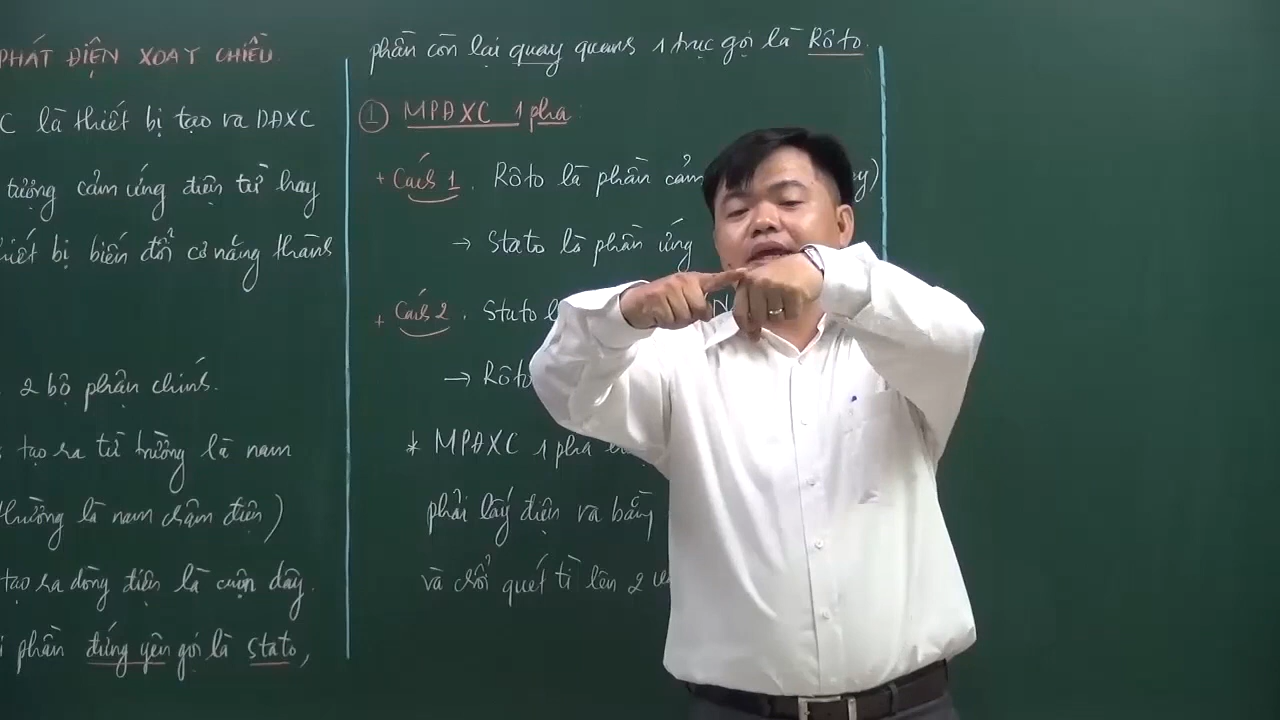 PHÁT ĐIỆN XOAY CHIỀU
C là thiết bị tạo ra DĐXC
tượng cảm ứng điện từ hay
thiết bị biến đổi cơ năng thành
2 bộ phận chính.
tạo ra từ trường là nam
thường là nam châm điện)
tạo ra dòng điện là cuộn dây.
phần đứng yên gọi là stato,
phần còn lại quay quanh 1 trục gọi là Rôto.
① MPĐXC 1 pha:
+ Cách 1. Rôto là phần cảm
→ Stato là phần ứng
+ Cách 2. Stato
→ Rôto
* MPĐXC 1 pha
phải lấy điện ra bằng
và chổi quét tì lên 2